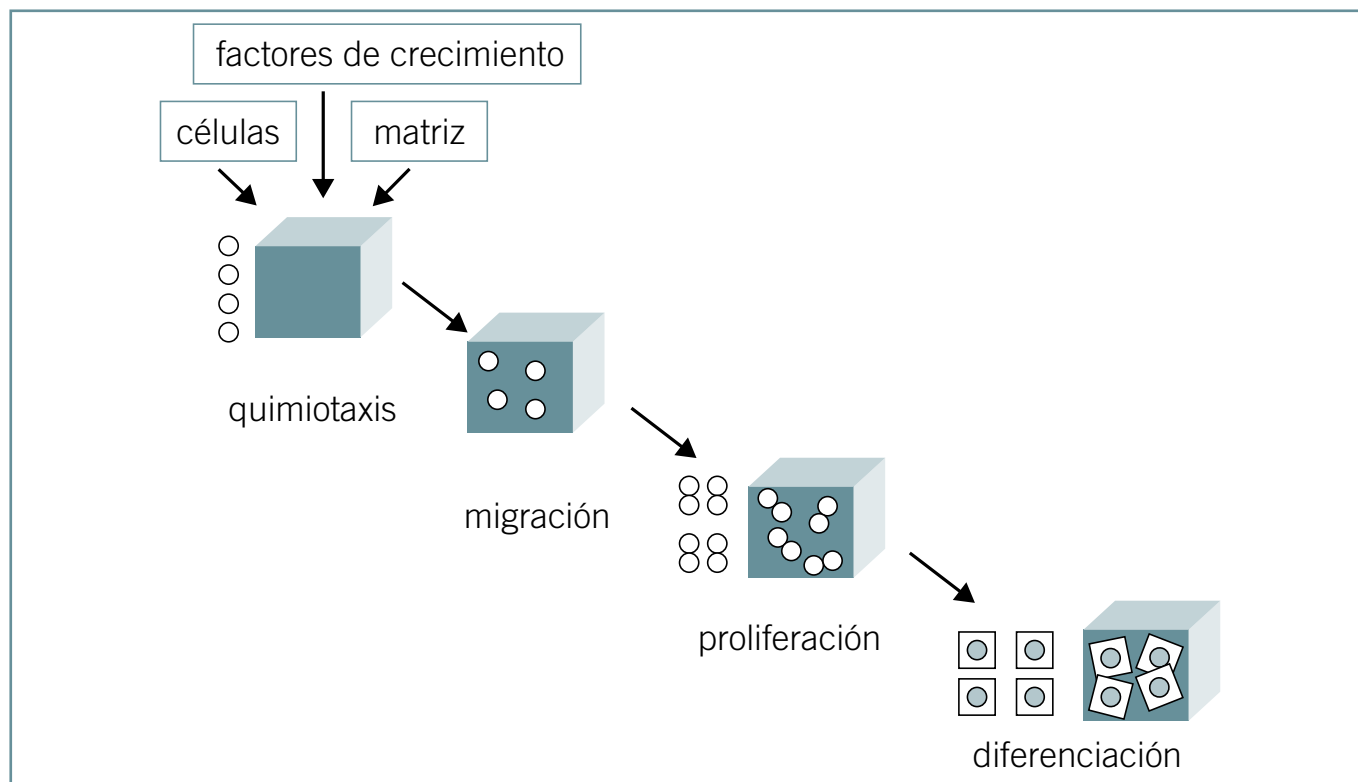 factores de crecimiento
células
matriz
quimiotaxis
migración
proliferación
diferenciación